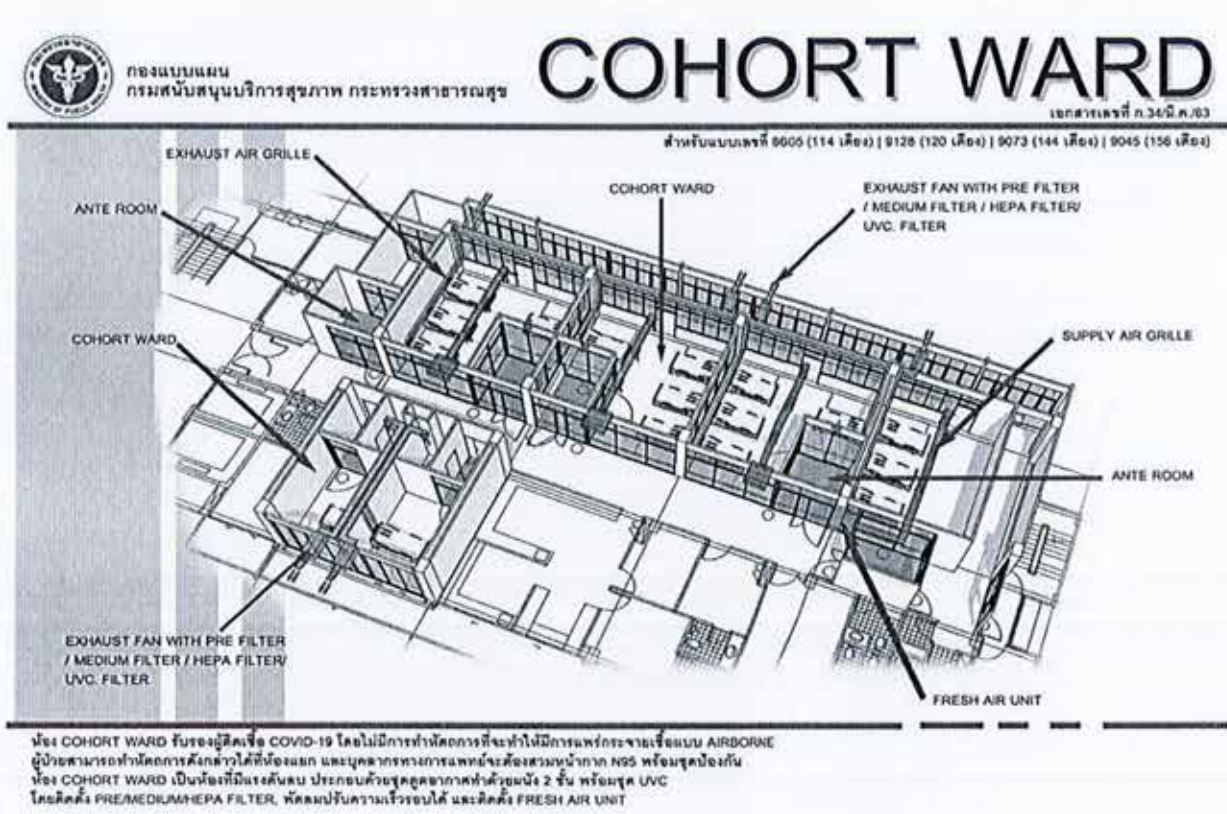 กองแบบแผน
กรมสนับสนุนบริการสุขภาพ กระทรวงสาธารณสุข
COHORT WARD
เอกสารเลขที่ ก.34/มี.ค./63
สำหรับแบบเลขที่ 8605 (114 เตียง) | 9128 (120 เตียง) | 9073 (144 เตียง) | 9045 (156 เตียง)
EXHAUST AIR GRILLE
ANTE ROOM
COHORT WARD
EXHAUST FAN WITH PRE FILTER
/ MEDIUM FILTER / HEPA FILTER/
UVC. FILTER
COHORT WARD
SUPPLY AIR GRILLE
ANTE ROOM
EXHAUST FAN WITH PRE FILTER
/ MEDIUM FILTER / HEPA FILTER/
UVC. FILTER
FRESH AIR UNIT
ห้อง COHORT WARD รับรองผู้ติดเชื้อ COVID-19 โดยไม่มีการทำหัตถการที่จะทำให้มีการแพร่กระจายเชื้อแบบ AIRBORNE
ผู้ป่วยสามารถทำหัตถการดังกล่าวได้ที่ห้องแยก และบุคลากรทางการแพทย์จะต้องสวมหน้ากาก N95 พร้อมชุดป้องกัน
ห้อง COHORT WARD เป็นห้องที่มีแรงดันลบ ประกอบด้วยชุดดูดอากาศทำด้วยผนัง 2 ชั้น พร้อมชุด UVC
โดยติดตั้ง PRE/MEDIUM/HEPA FILTER, พัดลมปรับความเร็วรอบได้ และติดตั้ง FRESH AIR UNIT